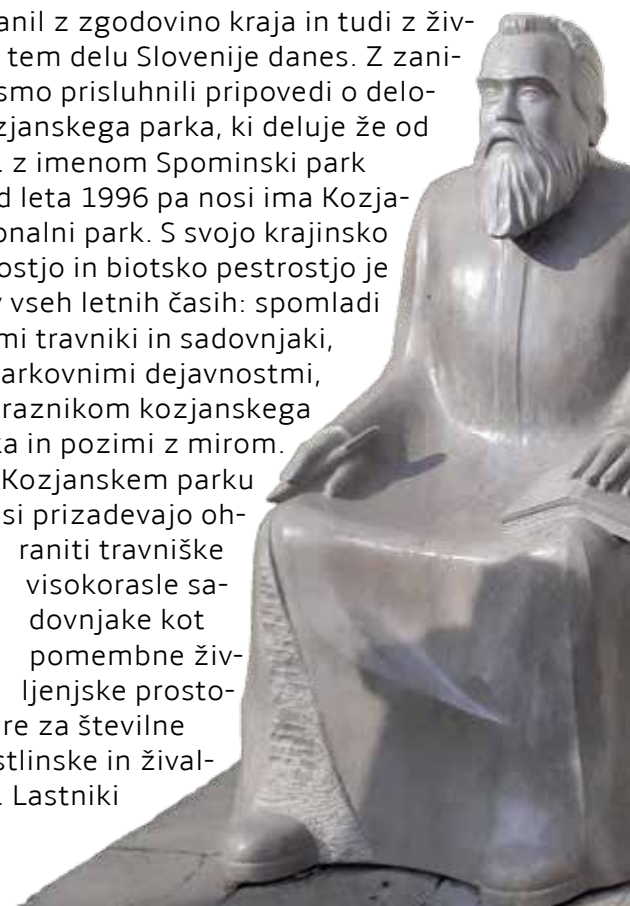 anil z zgodovino kraja in tudi z živ-
tem delu Slovenije danes. Z zani-
smo prisluhnili pripovedi o delo-
zjanskega parka, ki deluje že od
. z imenom Spominski park
d leta 1996 pa nosi ima Kozja-
onalni park. S svojo krajinsko
ostjo in biotsko pestrostjo je
v vseh letnih časih: spomladi
mi travniki in sadovnjaki,
arkovnimi dejavnostmi,
raznikom kozjanskega
ka in pozimi z mirom.
Kozjanskem parku
si prizadevajo oh-
raniti travniške
visokorasle sa-
dovnjake kot
pomembne živ-
ljenjske prosto-
re za številne
stlinske in žival-
. Lastniki